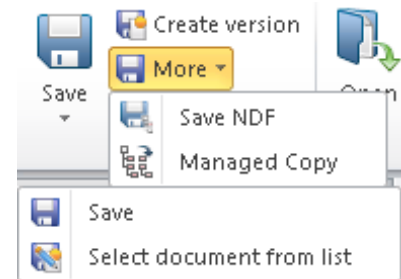 Create version
More
Save
Save NDF
Managed Copy
Save
Select document from list